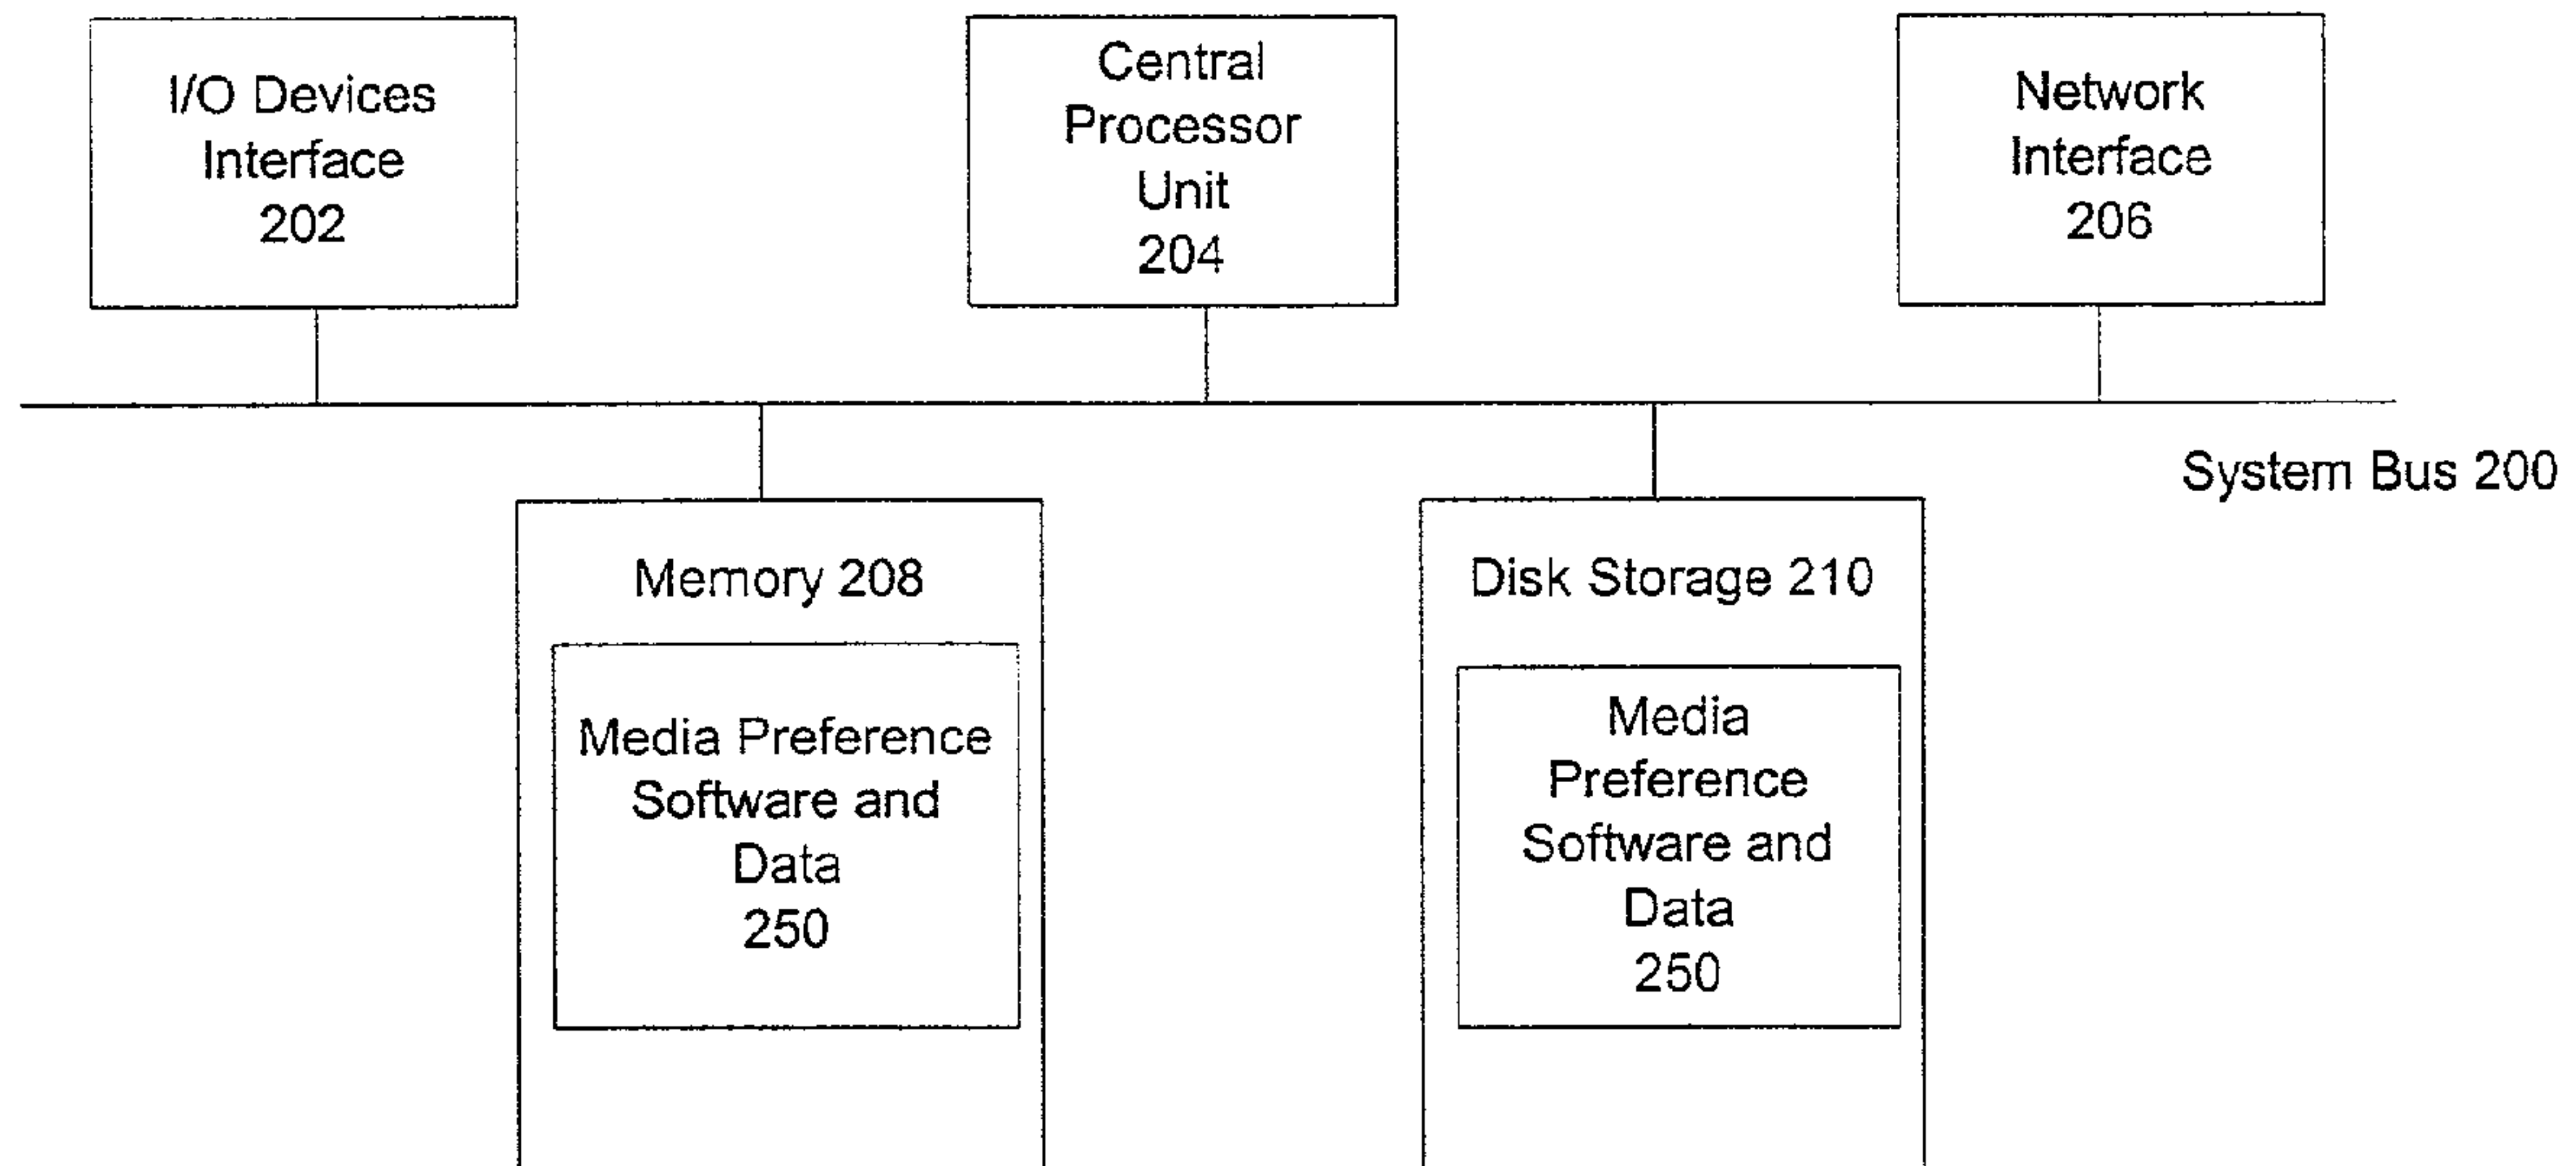 I/O Devices
Interface
202
Central
Processor
Unit
204
Network
Interface
206
System Bus 200
Memory 208
Media Preference
Software and
Data
250
Disk Storage 210
Media
Preference
Software and
Data
250